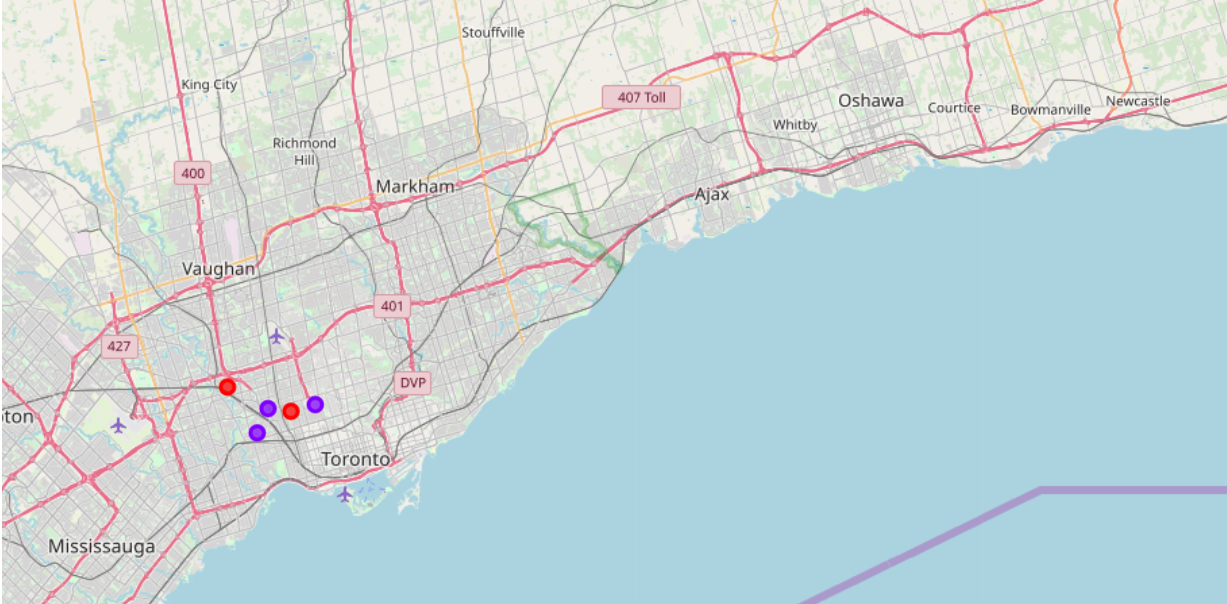 Stouffville
King City
407 Toll
Oshawa
Courtice
Bowmanville
Newcastle
Whitby
Richmond
Hill
400
Markham
Ajax
Vaughan
401
427
DVP
ton
Toronto
Mississauga